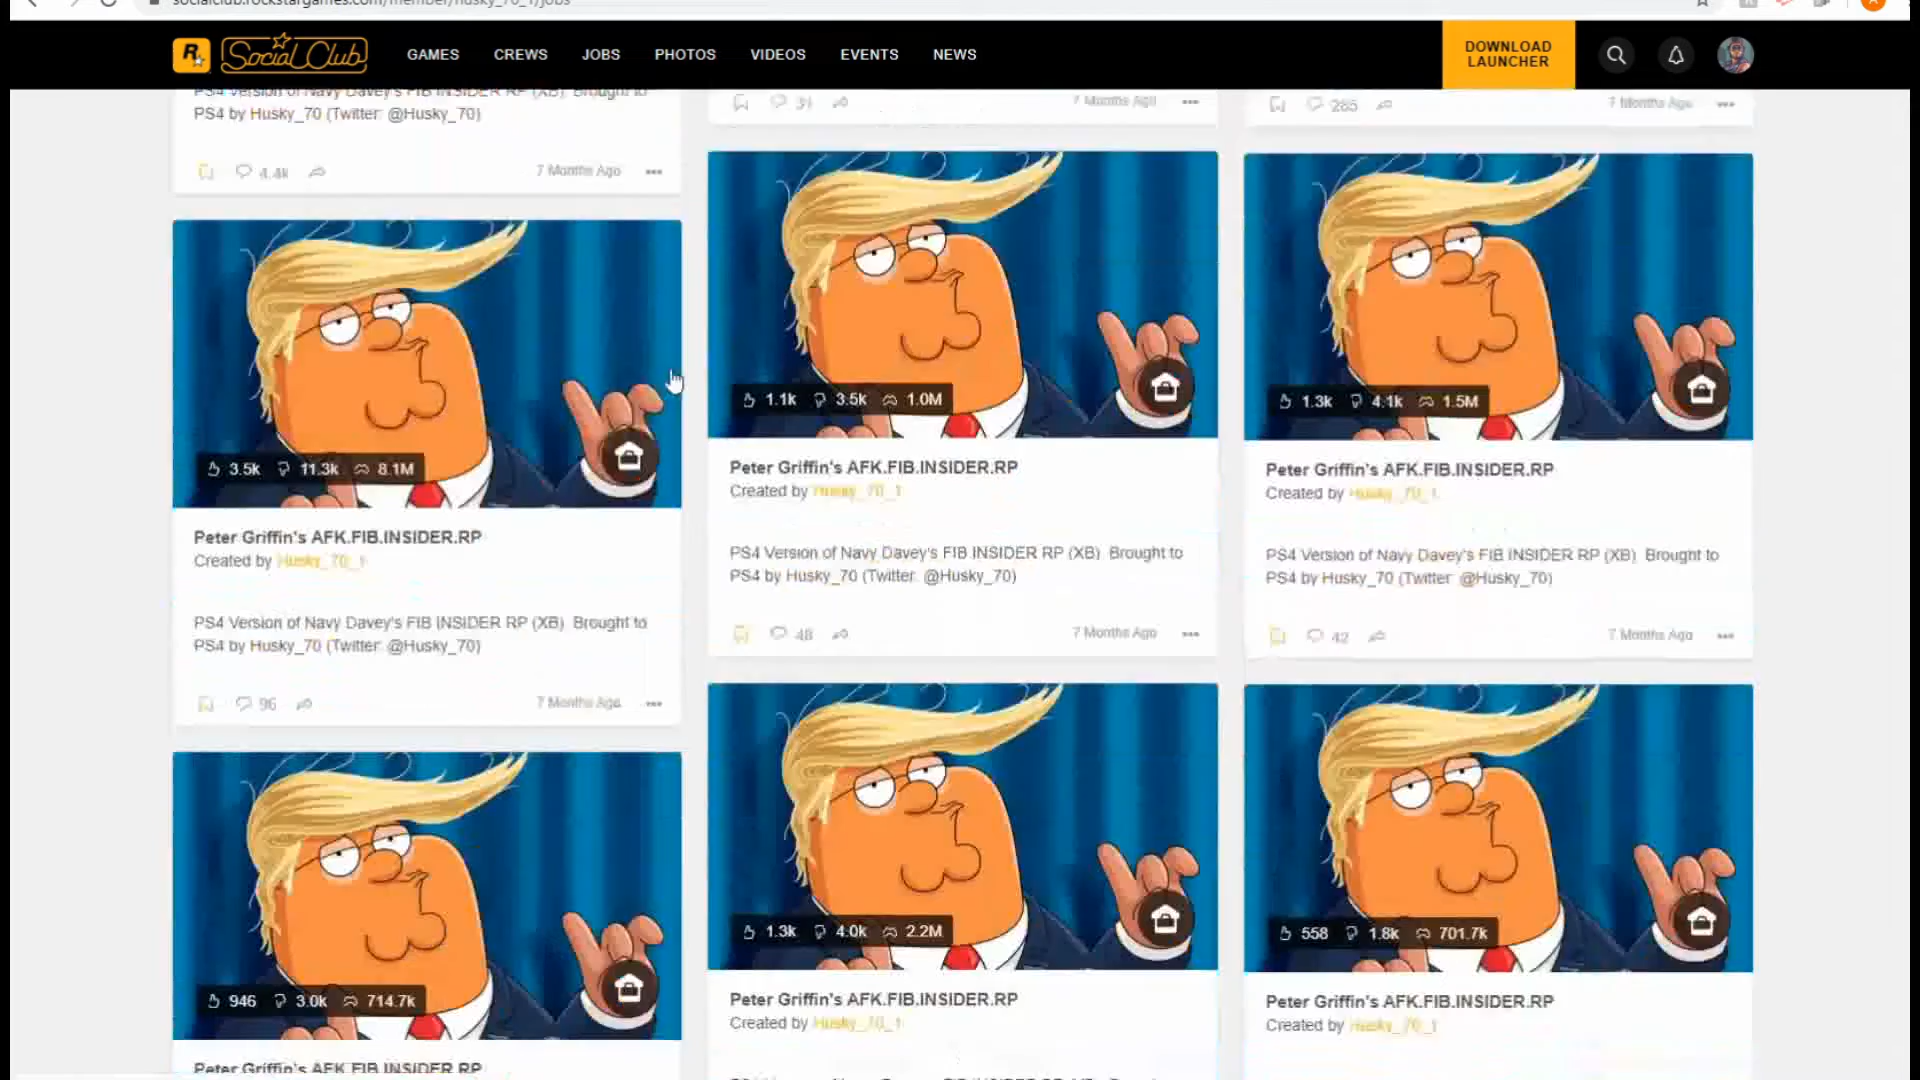 socialclub.rockstargames.com/member/husky_70_1/jobs
R
Social Club
GAMES
CREWS
JOBS
PHOTOS
VIDEOS
EVENTS
NEWS
DOWNLOAD
LAUNCHER
PS4 Version of Navy Davey's FIB INSIDER RP (XB) Brought to
PS4 by Husky_70 (Twitter: @Husky_70)
4.4k
7 Months Ago
31
7 Months Ago
285
7 Months Ago
3.5k 11.3k 8.1M
Peter Griffin's AFK.FIB.INSIDER.RP
Created by Husky_70_1
PS4 Version of Navy Davey's FIB INSIDER RP (XB) Brought to
PS4 by Husky_70 (Twitter: @Husky_70)
96
7 Months Ago
1.1k 3.5k 1.0M
Peter Griffin's AFK.FIB.INSIDER.RP
Created by Husky_70_1
PS4 Version of Navy Davey's FIB INSIDER RP (XB) Brought to
PS4 by Husky_70 (Twitter: @Husky_70)
48
7 Months Ago
1.3k 4.1k 1.5M
Peter Griffin's AFK.FIB.INSIDER.RP
Created by Husky_70_1
PS4 Version of Navy Davey's FIB INSIDER RP (XB) Brought to
PS4 by Husky_70 (Twitter: @Husky_70)
42
7 Months Ago
946 3.0k 714.7k
Peter Griffin's AFK.FIB.INSIDER.RP
1.3k 4.0k 2.2M
Peter Griffin's AFK.FIB.INSIDER.RP
Created by Husky_70_1
558 1.8k 701.7k
Peter Griffin's AFK.FIB.INSIDER.RP
Created by Husky_70_1